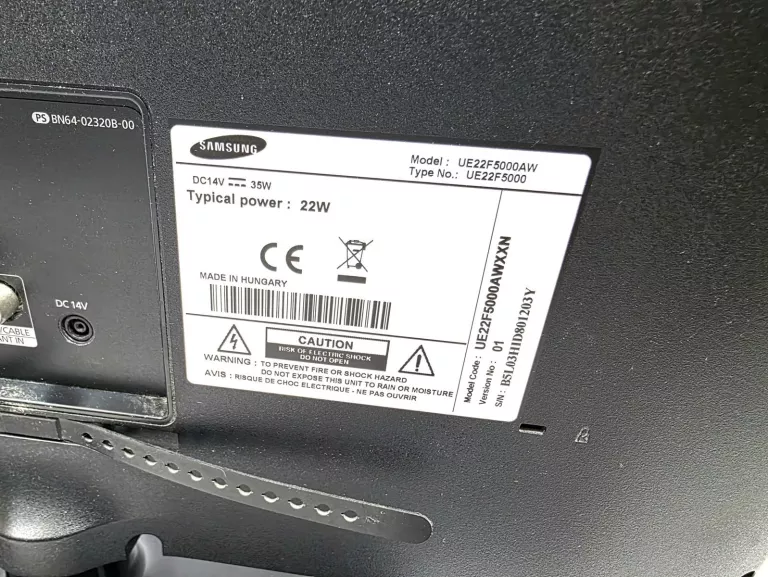 PS BN64-02320B-00
SAMSUNG
Model : UE22F5000AW
Type No.: UE22F5000
DC14V ⎓ 35W
Typical power : 22W
CE
MADE IN HUNGARY
DC 14V
/CABLE
ANT IN
CAUTION
RISK OF ELECTRIC SHOCK
DO NOT OPEN
WARNING : TO PREVENT FIRE OR SHOCK HAZARD
DO NOT EXPOSE THIS UNIT TO RAIN OR MOISTURE
AVIS : RISQUE DE CHOC ELECTRIQUE - NE PAS OUVRIR
Model Code : UE22F5000AWXXN
Version No : 01
S/N : B5LA3HID801203Y